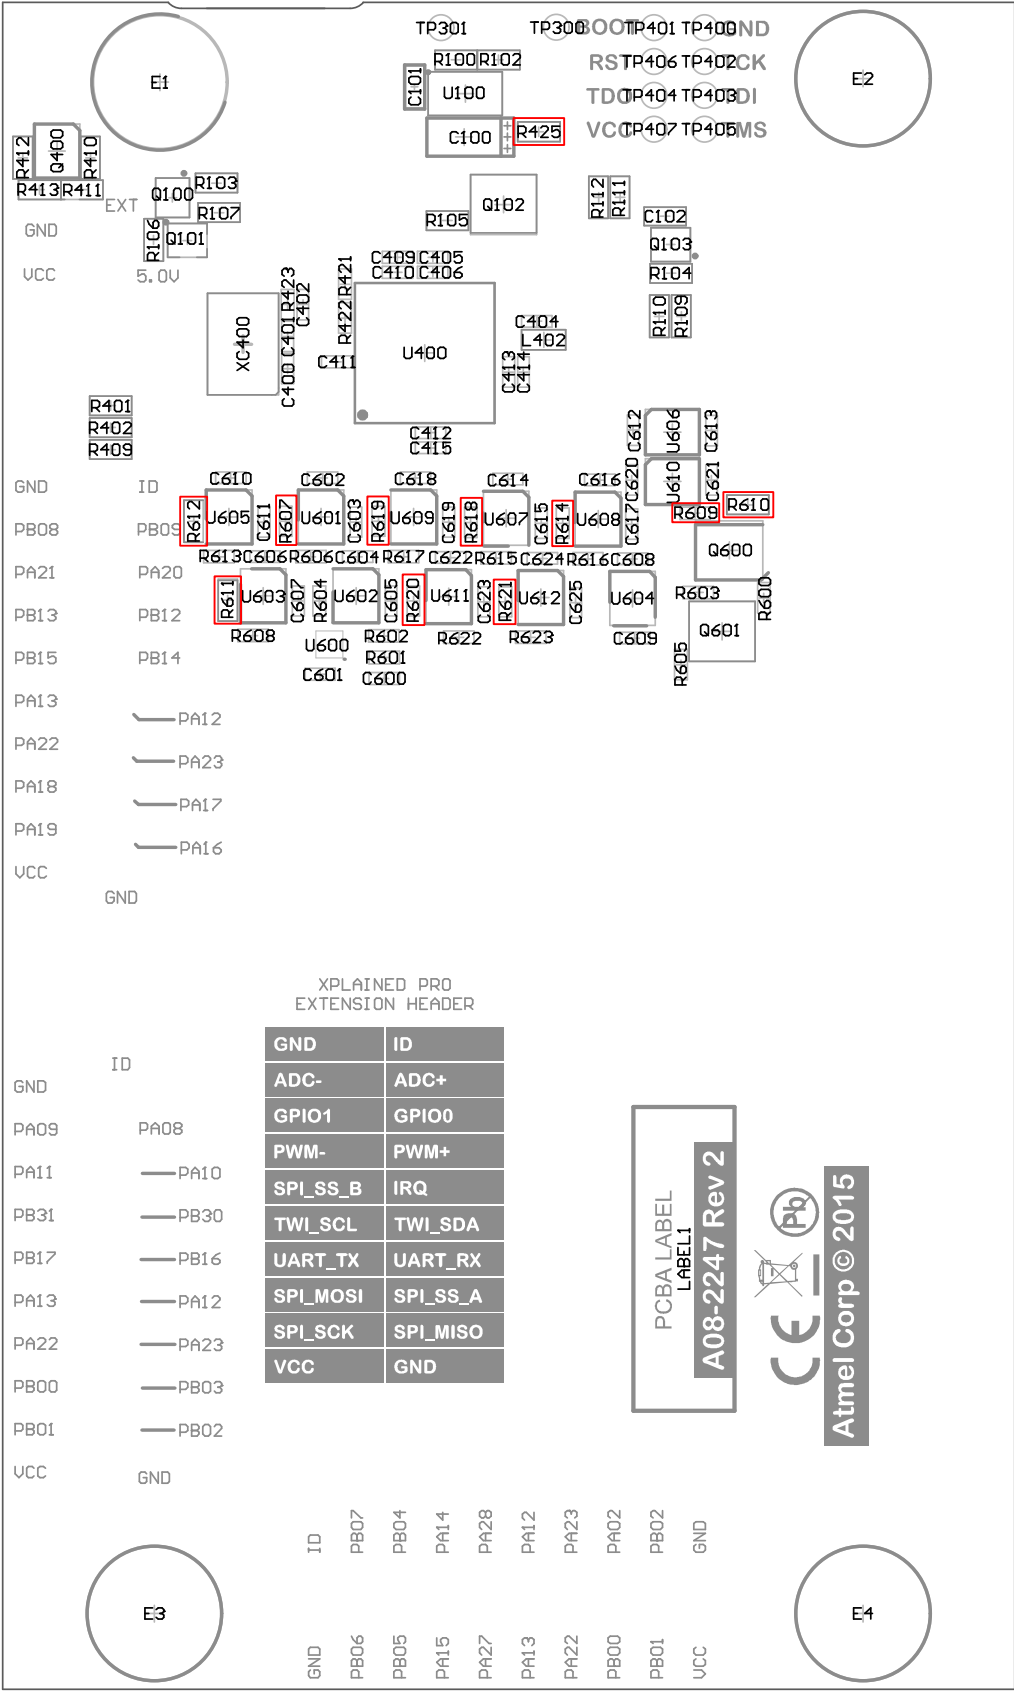 TP301 TP300 BOOT TP401 TP400 GND
R100 R102 RST TP406 TP402 TCK
E1 C101 U100 TDO TP404 TP403 TDI E2
C100 R425 VCC TP407 TP405 TMS
R412 Q400 R410
R413 R411 Q100 R103
EXT R107 R105 Q102 R112 R111 C102
GND R106 Q101 Q103
VCC 5.0V C409 C405
C410 C406 R104
R423 C402 R421 R422
XC400 C401 C400 C411 U400 C404
L402 R110 R109
C413 C414
R401
R402
R409
C412
C415
C612 U606 C613
C620 U610 C621
GND ID C610 C602 C618 C614 C616 R609 R610
PB08 PB09 R612 U605 C611 R607 U601 C603 R619 U609 C619 R618 U607 C615 R614 U608 C617
R613 C606 R606 C604 R617 C622 R615 C624 R616 C608 Q600
PA21 PA20
R611 U603 C607 R604 U602 C605 R620 U611 C623 R621 U612 C625 U604 R603 R600
PB13 PB12
R608 U600 R602 R622 R623 C609 Q601
PB15 PB14 R601 R605
C601 C600
PA13
PA12
PA22
PA23
PA18
PA17
PA19
PA16
VCC
GND
XPLAINED PRO
EXTENSION HEADER
GND ID
ADC- ADC+
GPIO1 GPIO0
PWM- PWM+
SPI_SS_B IRQ
TWI_SCL TWI_SDA
UART_TX UART_RX
SPI_MOSI SPI_SS_A
SPI_SCK SPI_MISO
VCC GND
ID
GND
PA09 PA08
PA11 PA10
PB31 PB30
PB17 PB16
PA13 PA12
PA22 PA23
PB00 PB03
PB01 PB02
VCC GND
PCBA LABEL
LABEL1
A08-2247 Rev 2
Pb
CE
Atmel Corp © 2015
ID PB07 PB04 PA14 PA28 PA12 PA23 PA02 PB02 GND
E3 E4
GND PB06 PB05 PA15 PA27 PA13 PA22 PB00 PB01 VCC